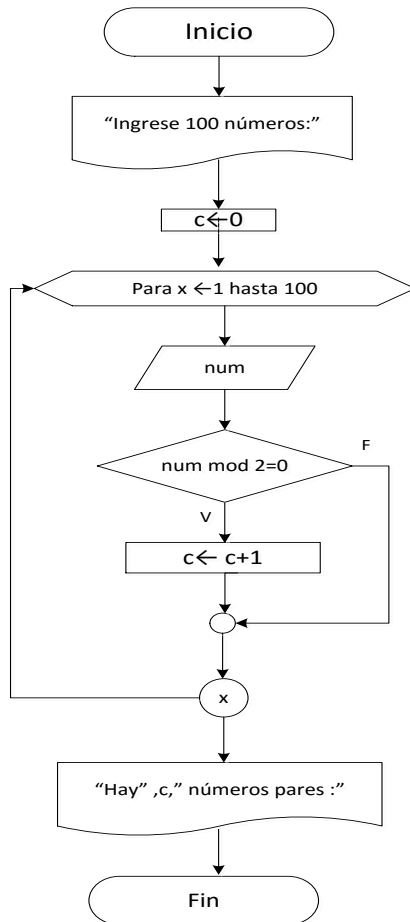 Inicio
“Ingrese 100 números:”
c←0
Para x ←1 hasta 100
num
num mod 2=0
F
V
c← c+1
x
“Hay” ,c,” números pares :”
Fin